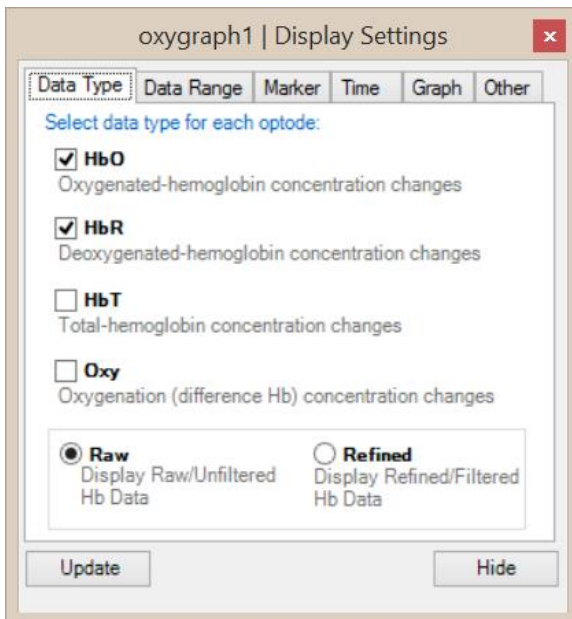 oxygraph1 | Display Settings
x
Data Type Data Range Marker Time Graph Other
Select data type for each optode:
HbO
Oxygenated-hemoglobin concentration changes
HbR
Deoxygenated-hemoglobin concentration changes
HbT
Total-hemoglobin concentration changes
Oxy
Oxygenation (difference Hb) concentration changes
Raw
Display Raw/Unfiltered
Hb Data
Refined
Display Refined/Filtered
Hb Data
Update Hide